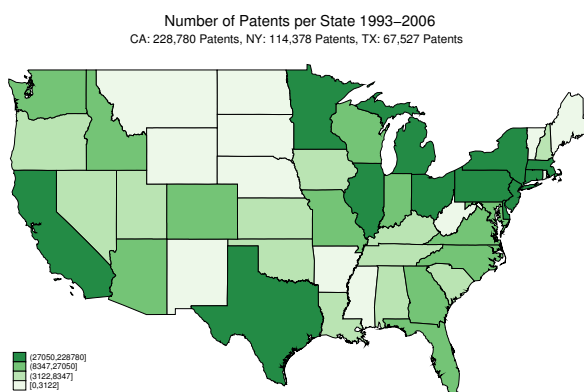 Number of Patents per State 1993−2006
CA: 228,780 Patents, NY: 114,378 Patents, TX: 67,527 Patents
(27050,228780]
(8347,27050]
(3122,8347]
[0,3122]